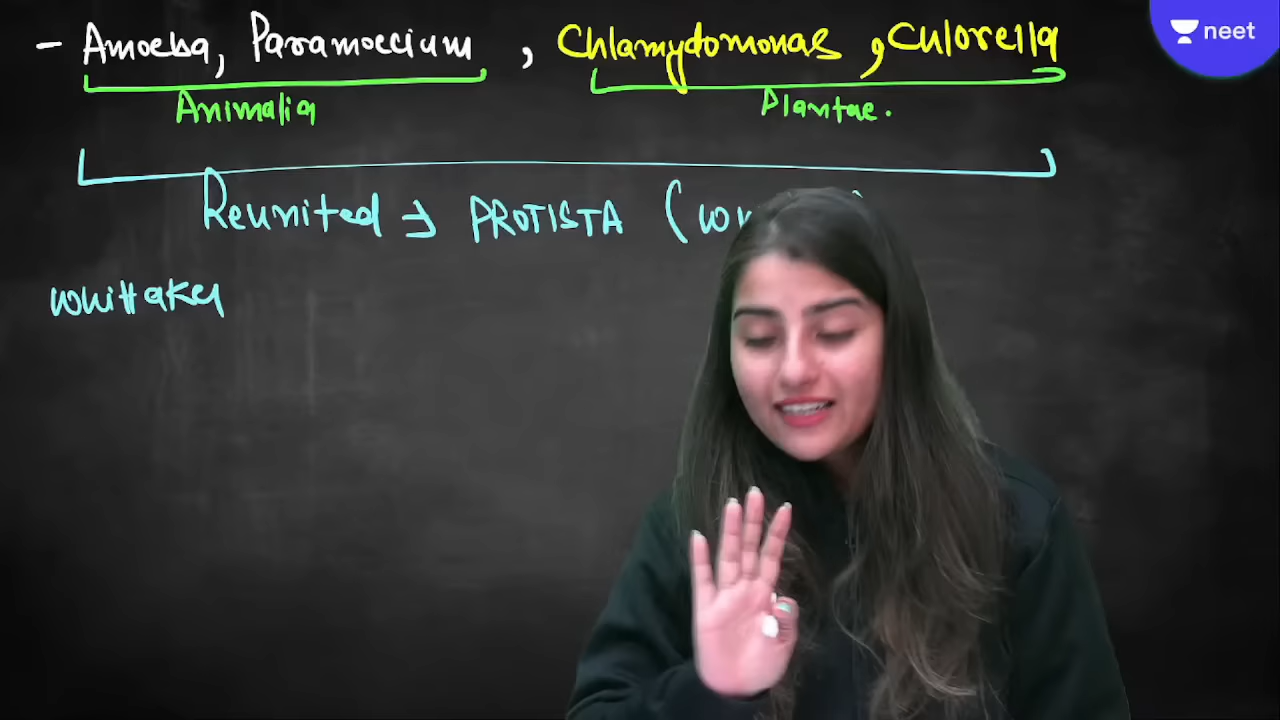 - Amoeba, Paramoecium , Chlamydomonas , Chlorella
neet
Animalia
Plantae.
Reunited → PROTISTA (
Whittaker